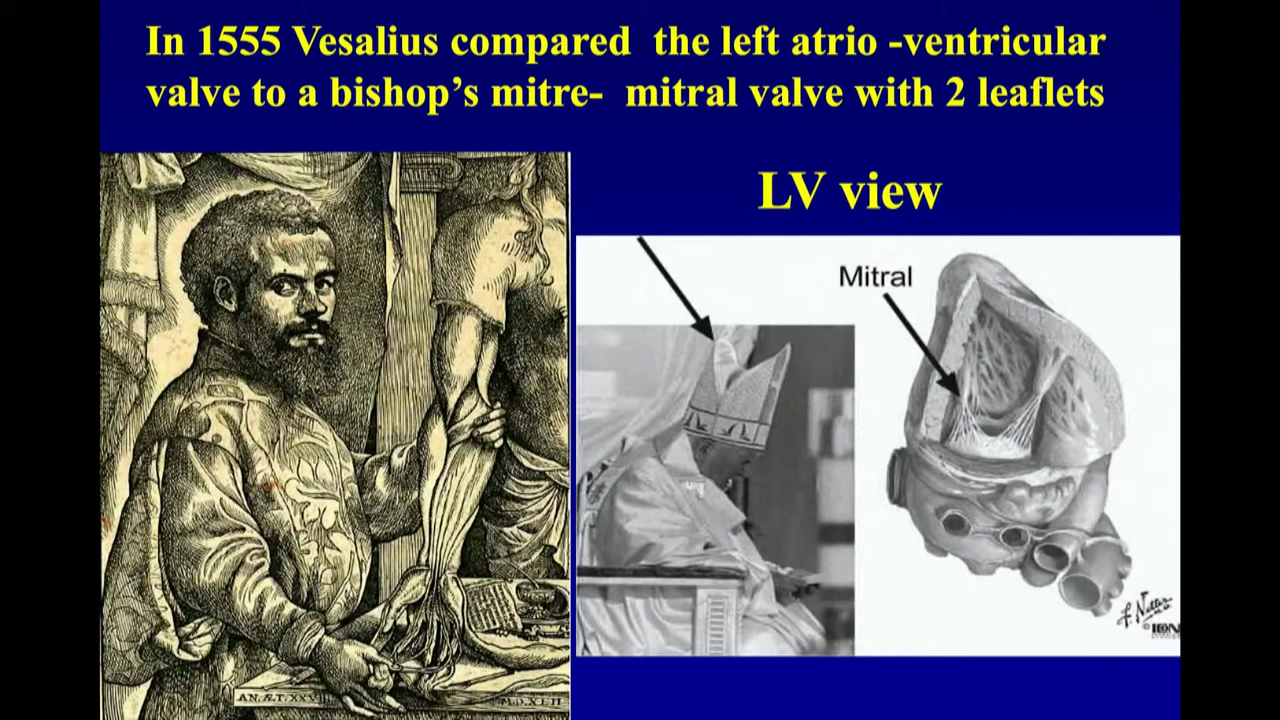 In 1555 Vesalius compared the left atrio -ventricular
valve to a bishop's mitre- mitral valve with 2 leaflets
LV view
Mitral
AN. ÆT. XXVIII
M.D.XLII